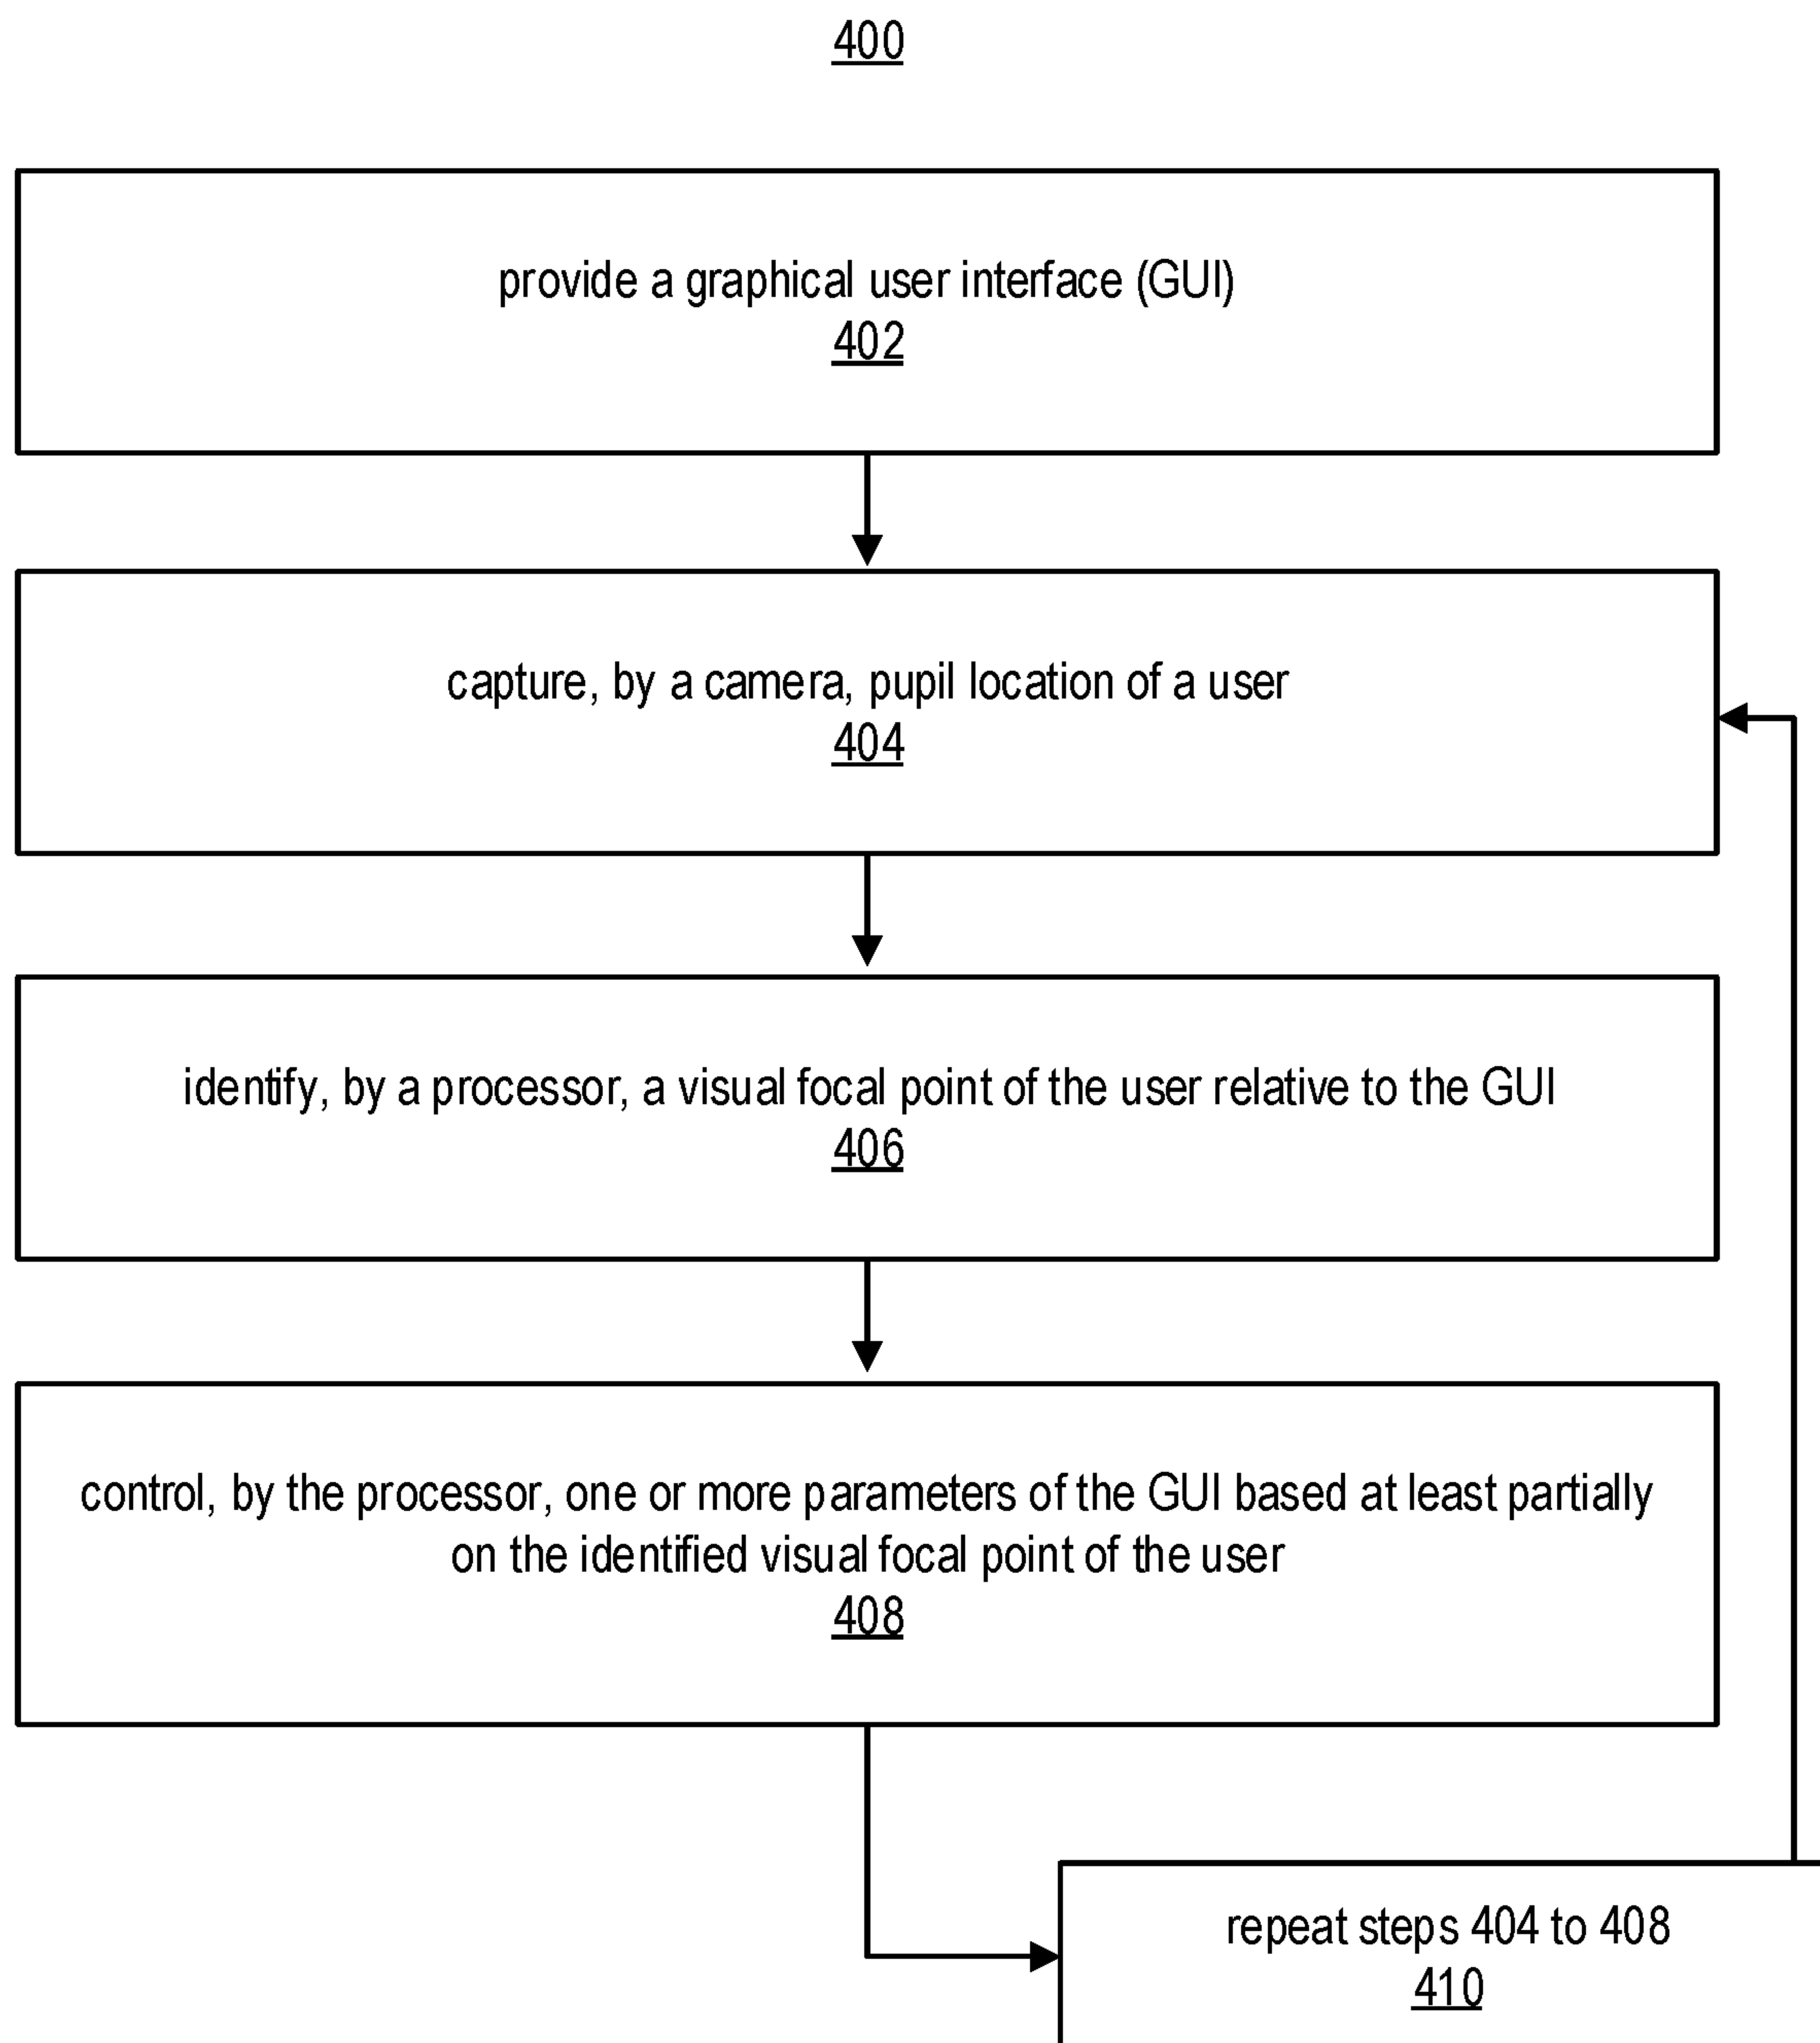 400
provide a graphical user interface (GUI)
402
capture, by a camera, pupil location of a user
404
identify, by a processor, a visual focal point of the user relative to the GUI
406
control, by the processor, one or more parameters of the GUI based at least partially
on the identified visual focal point of the user
408
repeat steps 404 to 408
410